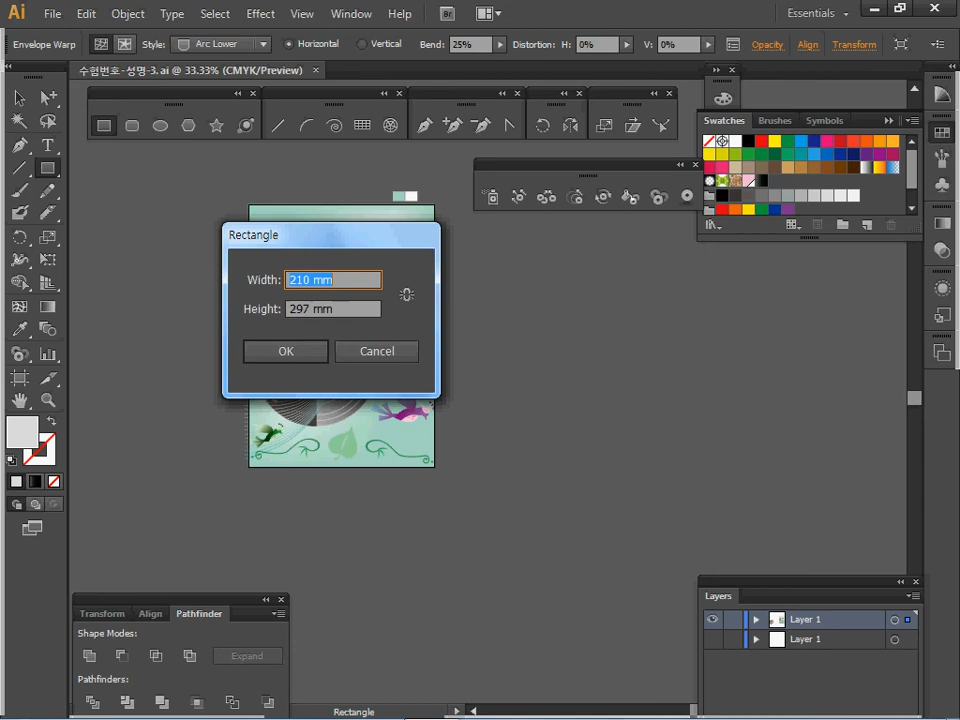 Ai File Edit Object Type Select Effect View Window Help Br Essentials
Envelope Warp Style: Arc Lower Horizontal Vertical Bend: 25% Distortion: H: 0% V: 0% Opacity Align Transform
수험번호-성명-3.ai @ 33.33% (CMYK/Preview)
Swatches Brushes Symbols
Rectangle
Width: 210 mm
Height: 297 mm
OK Cancel
Transform Align Pathfinder
Shape Modes:
Expand
Pathfinders:
Layers
Layer 1
Layer 1
Rectangle